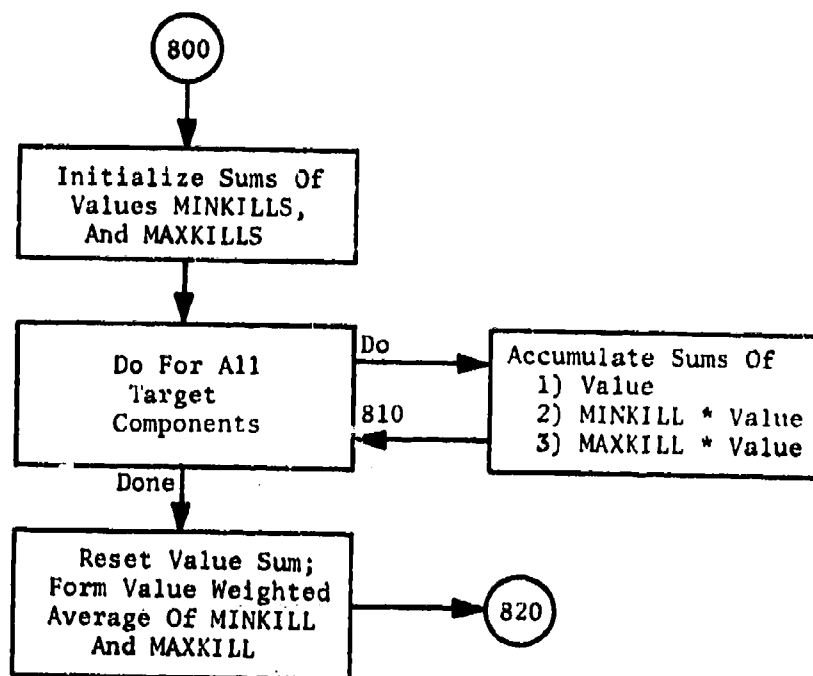 800
Initialize Sums Of
Values MINKILLS,
And MAXKILLS
Do For All
Target
Components
Do
810
Accumulate Sums Of
1) Value
2) MINKILL * Value
3) MAXKILL * Value
Done
Reset Value Sum;
Form Value Weighted
Average Of MINKILL
And MAXKILL
820